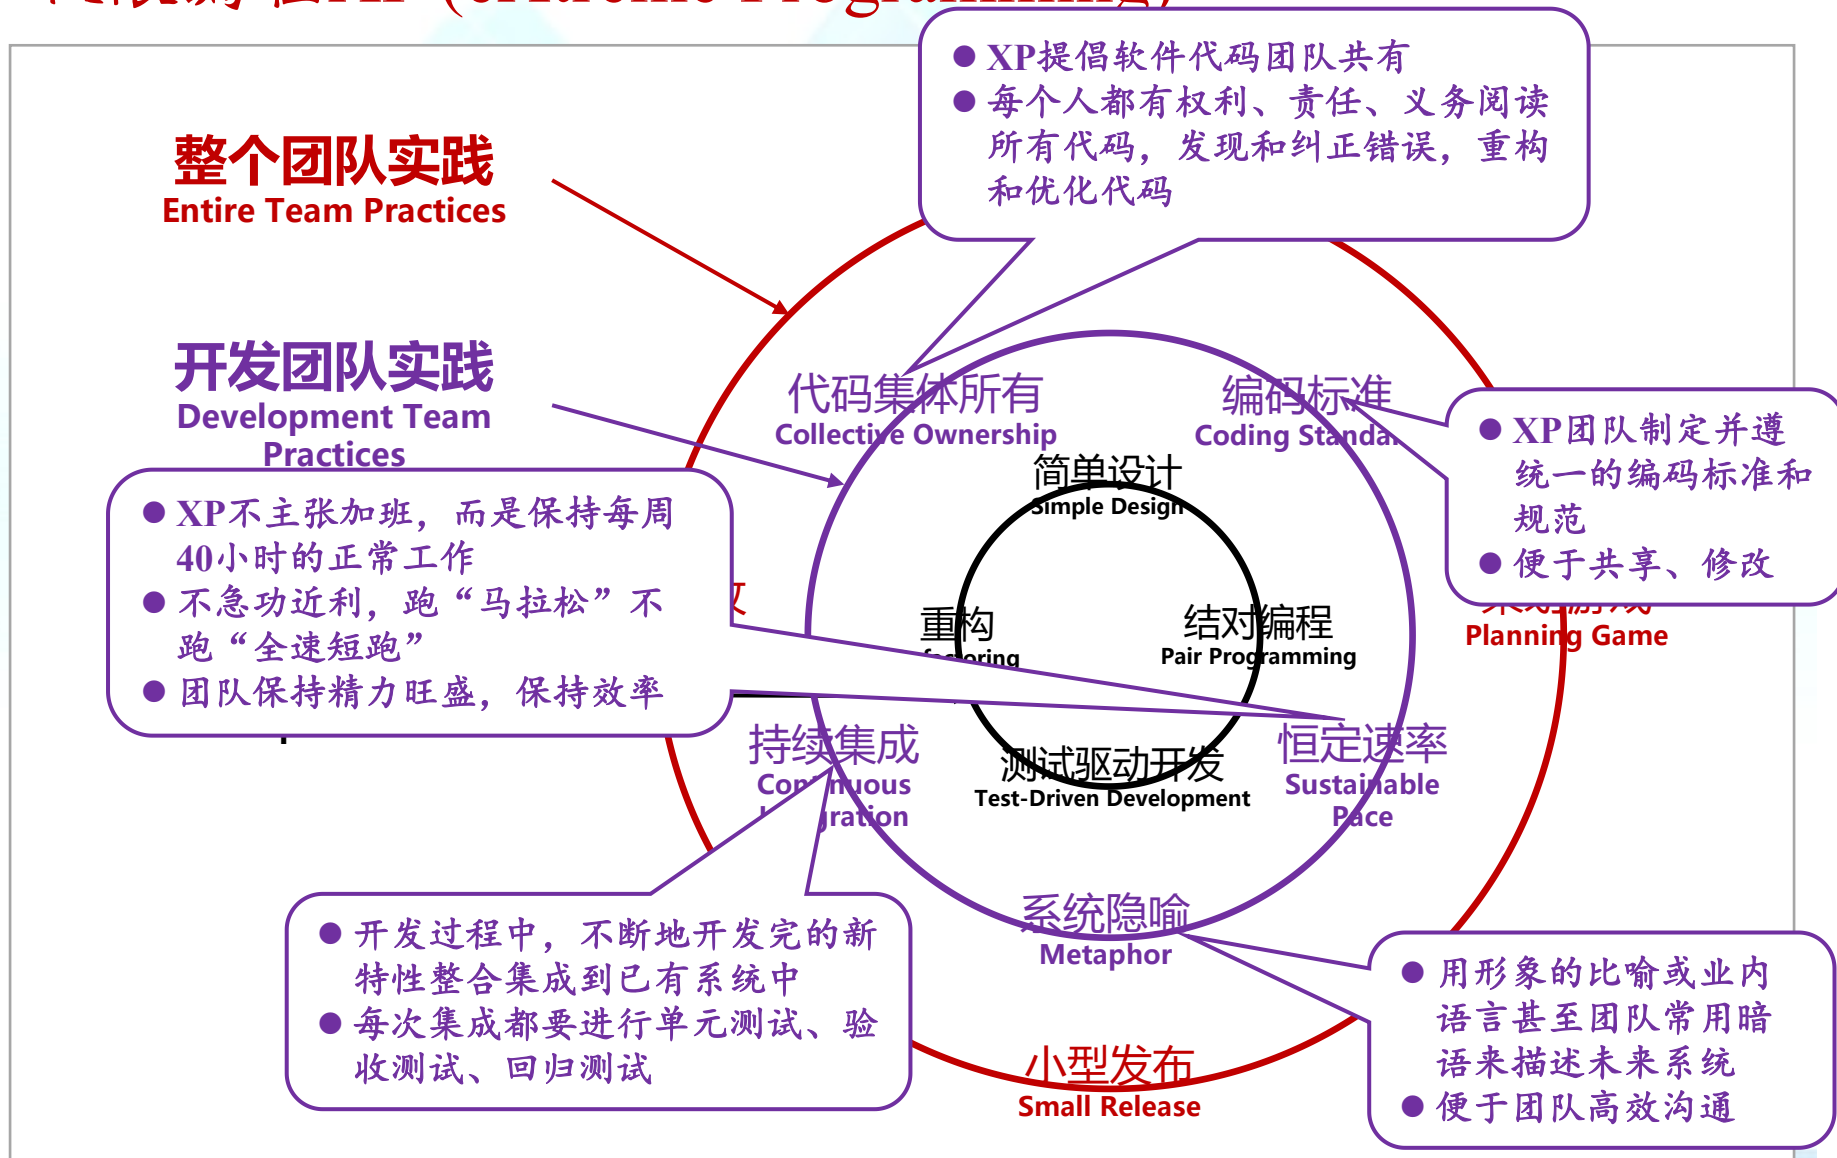 XP (eXtreme Programming)
● XP提倡软件代码团队共有
● 每个人都有权利、责任、义务阅读
所有代码，发现和纠正错误，重构
和优化代码
整个团队实践
Entire Team Practices
开发团队实践
Development Team
Practices
代码集体所有
Collective Ownership
编码标准
Coding Standa
● XP团队制定并遵
统一的编码标准和
规范
● 便于共享、修改
简单设计
Simple Design
● XP不主张加班，而是保持每周
40小时的正常工作
● 不急功近利，跑“马拉松”不
跑“全速短跑”
● 团队保持精力旺盛，保持效率
重构
结对编程
Pair Programming
Planning Game
持续集成
Continuous
测试驱动开发
Test-Driven Development
恒定速率
Sustainable
Pace
● 开发过程中，不断地开发完的新
特性整合集成到已有系统中
● 每次集成都要进行单元测试、验
收测试、回归测试
系统隐喻
Metaphor
● 用形象的比喻或业内
语言甚至团队常用暗
语来描述未来系统
● 便于团队高效沟通
小型发布
Small Release